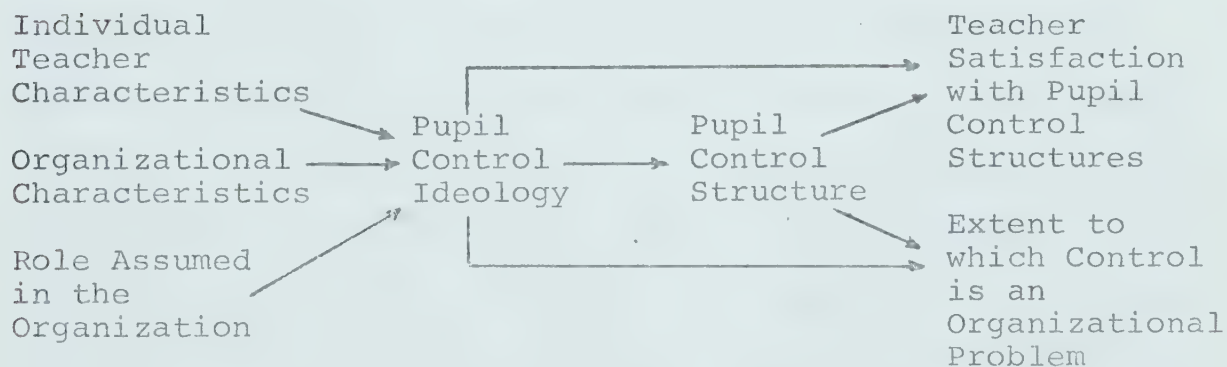 Individual
Teacher
Characteristics
Organizational
Characteristics
Role Assumed
in the
Organization
Pupil
Control
Ideology
Pupil
Control
Structure
Teacher
Satisfaction
with Pupil
Control
Structures
Extent to
which Control
is an
Organizational
Problem